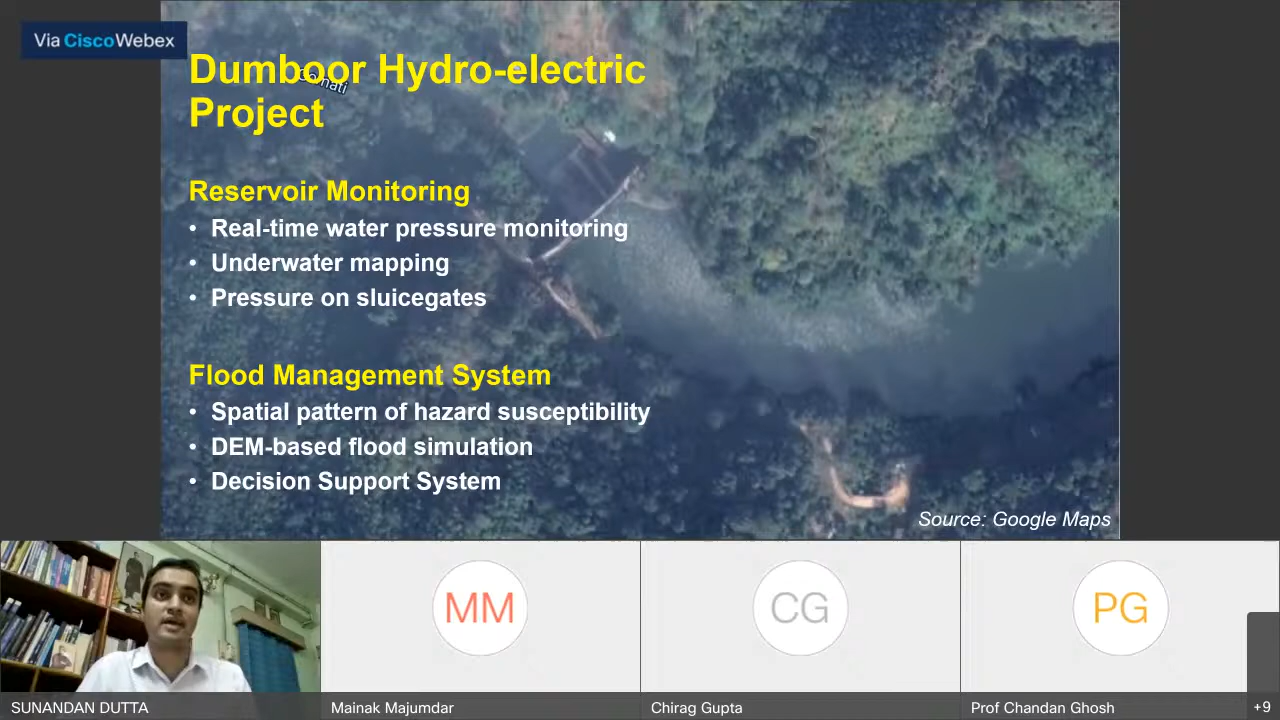 Via Cisco Webex
Dumboor Hydro-electric
Project
Reservoir Monitoring
• Real-time water pressure monitoring
• Underwater mapping
• Pressure on sluicegates
Flood Management System
• Spatial pattern of hazard susceptibility
• DEM-based flood simulation
• Decision Support System
Source: Google Maps
MM
CG
PG
SUNANDAN DUTTA
Mainak Majumdar
Chirag Gupta
Prof Chandan Ghosh
+9